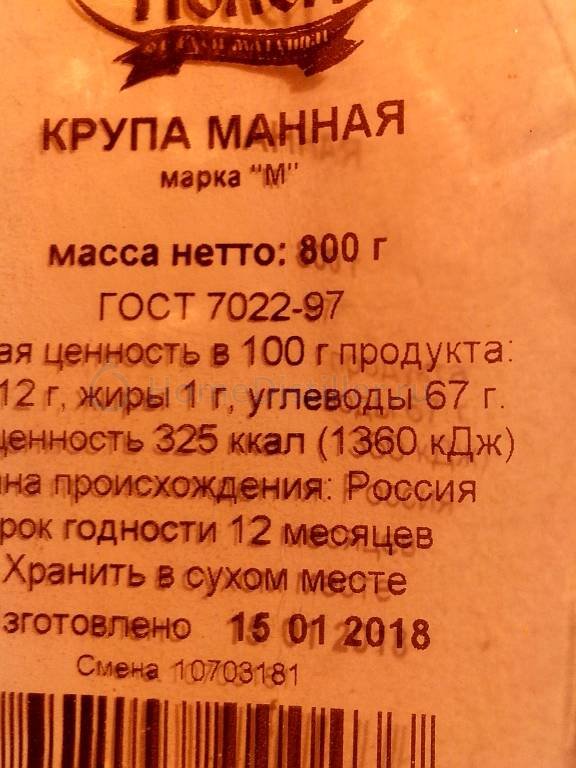 КРУПА МАННАЯ
марка "М"
масса нетто: 800 г
ГОСТ 7022-97
ая ценность в 100 г продукта:
12 г, жиры 1 г, углеводы 67 г.
ценность 325 ккал (1360 кДж)
на происхождения: Россия
рок годности 12 месяцев
Хранить в сухом месте
зготовлено 15 01 2018
Смена 10703181
HomeDistiller.ru